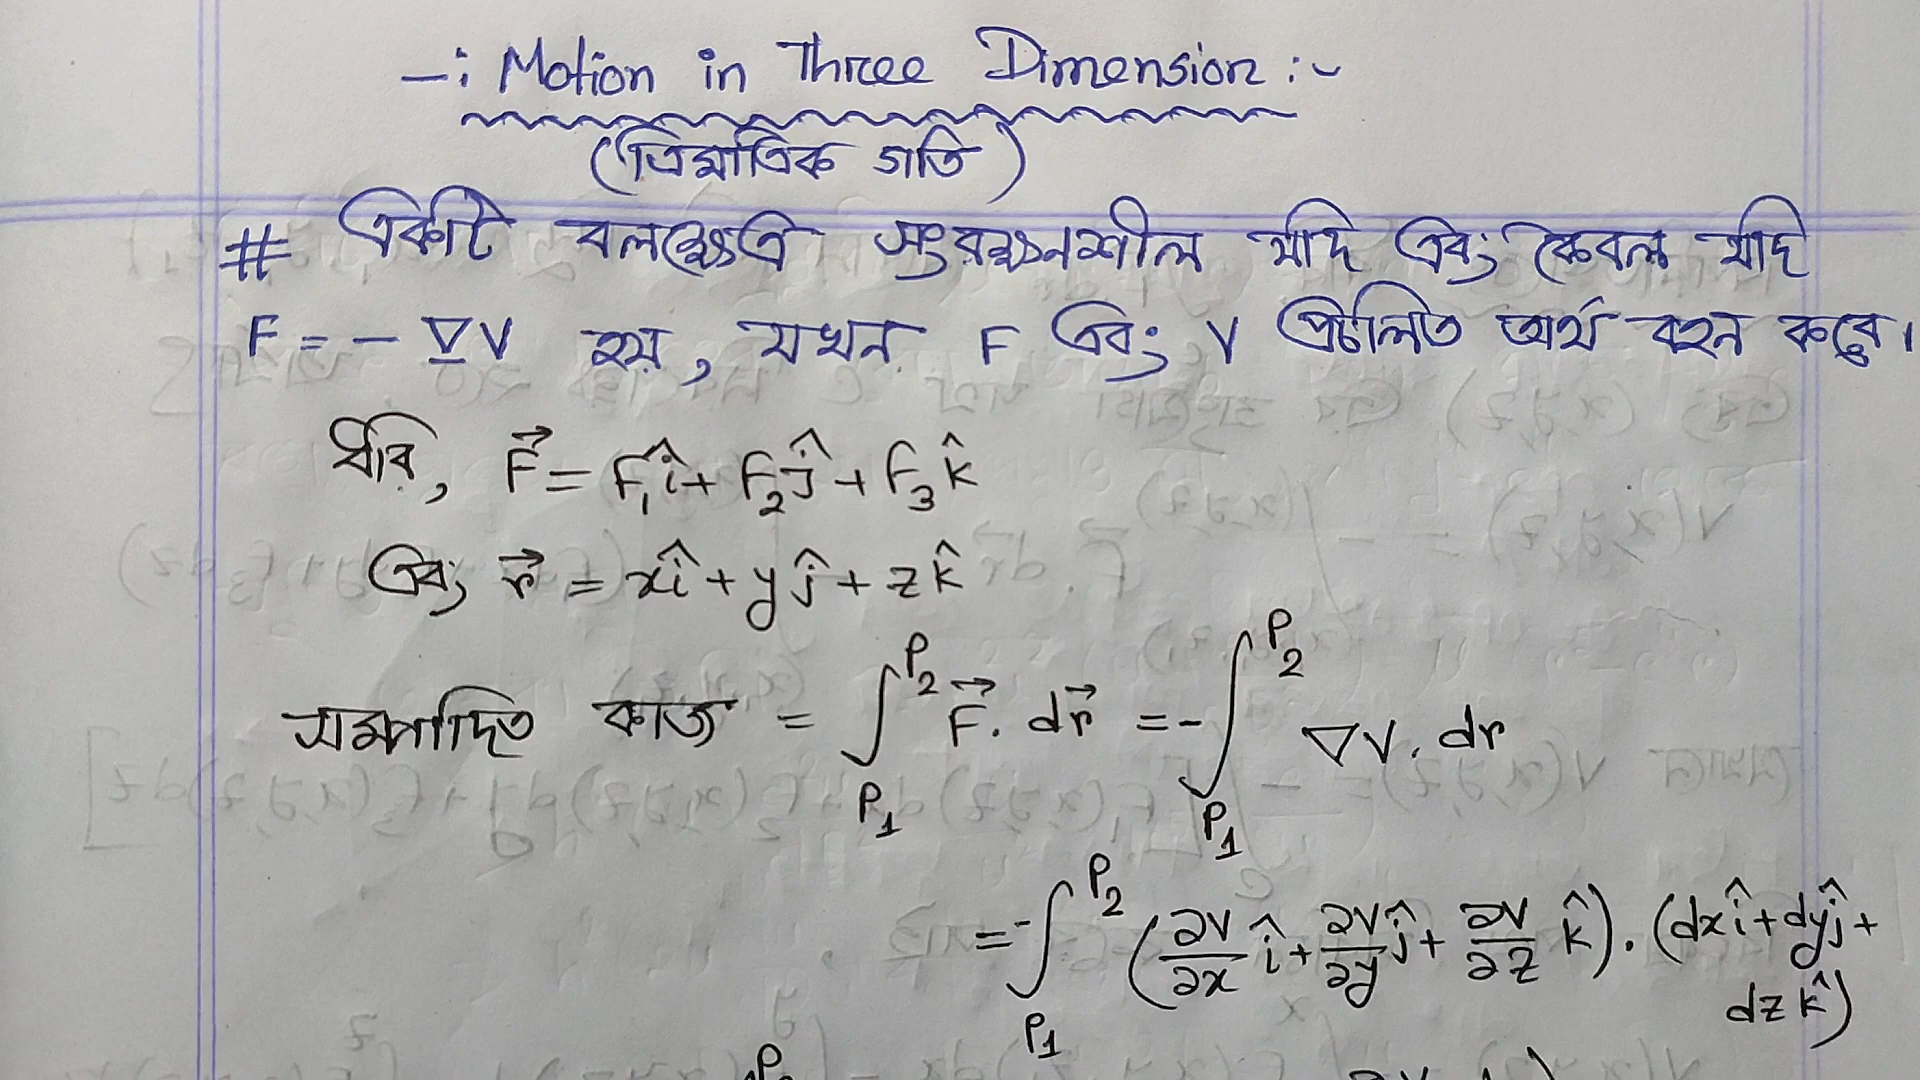 -: Motion in Three Dimension :-
(ত্রিমাত্রিক গতি)
# একটি বলক্ষেত্র সংরক্ষনশীল যদি এবং কেবল যদি
F = - ∇V হয়, যখন F এবং V প্রচলিত অর্থ বহন করে।
ধরি, F⃗ = F₁î + F₂ĵ + F₃k̂
এবং r⃗ = xî + yĵ + zk̂
সম্পাদিত কাজ = ∫_{P₁}^{P₂} F⃗ . dr⃗ = - ∫_{P₁}^{P₂} ∇V . dr
= - ∫_{P₁}^{P₂} (∂V/∂x î + ∂V/∂y ĵ + ∂V/∂z k̂) . (dxî + dyĵ +
dzk̂)